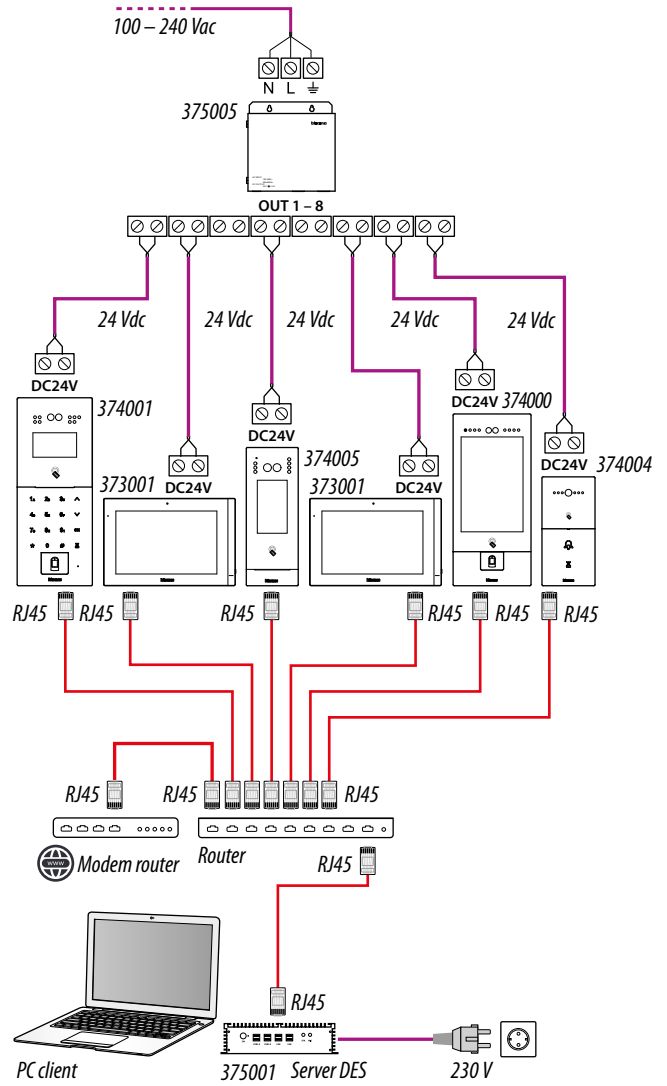 100 – 240 Vac
N L
375005
OUT 1 – 8
24 Vdc 24 Vdc 24 Vdc 24 Vdc 24 Vdc
DC24V
374001
DC24V 374000
DC24V
DC24V 374004
373001 DC24V
374005
373001 DC24V
RJ45 RJ45 RJ45 RJ45 RJ45 RJ45
RJ45 RJ45 RJ45
WWW Modem router
Router
RJ45
RJ45
PC client
375001 Server DES
230 V